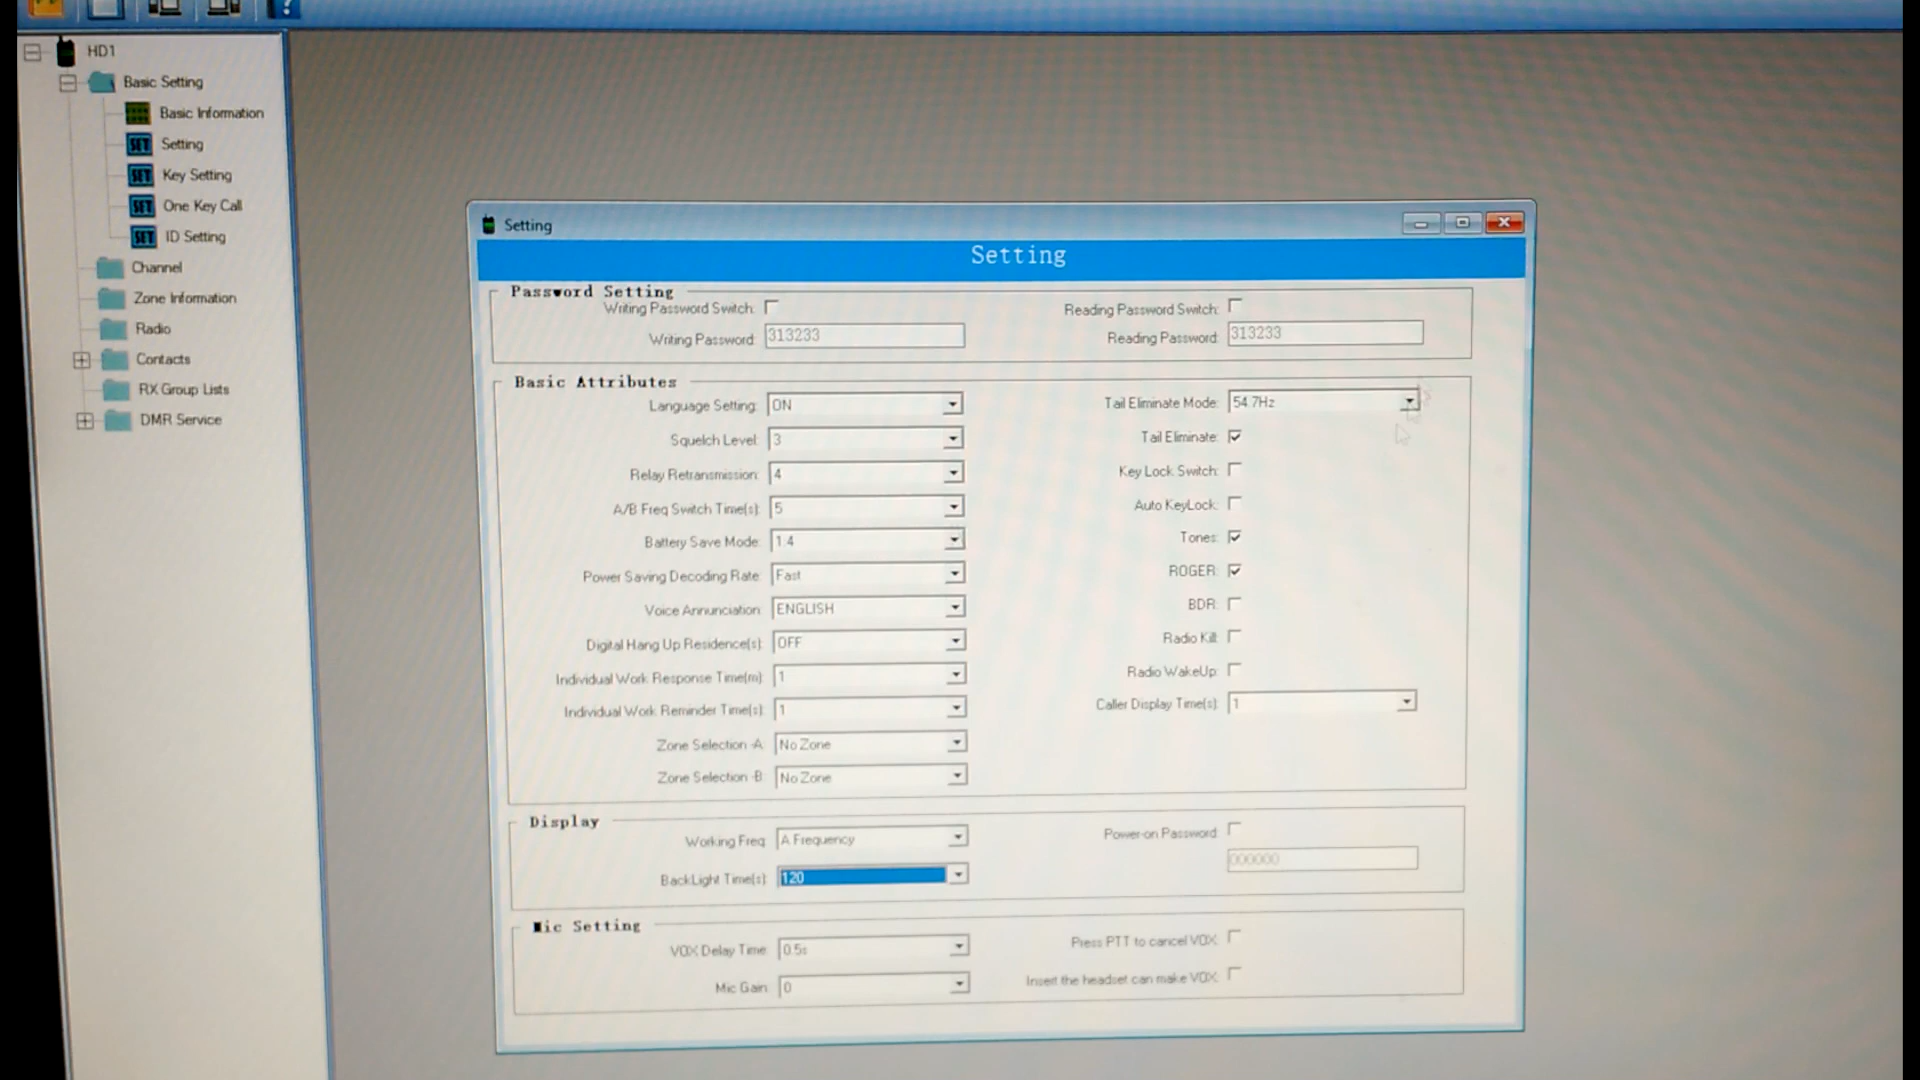 ?
HD1
Basic Setting
Basic Information
SET Setting
SET Key Setting
SET One Key Call
SET ID Setting
Channel
Zone Information
Radio
Contacts
RX Group Lists
DMR Service
Setting
Setting
Password Setting
Writing Password Switch:
Reading Password Switch:
Writing Password: 313233
Reading Password: 313233
Basic Attributes
Language Setting: ON
Tail Eliminate Mode: 54.7Hz
Squelch Level: 3
Tail Eliminate:
Relay Retransmission: 4
Key Lock Switch:
A/B Freq Switch Time(s): 5
Auto KeyLock:
Battery Save Mode: 1:4
Tones:
Power Saving Decoding Rate: Fast
ROGER:
Voice Annunciation: ENGLISH
BDR:
Digital Hang Up Residence(s): OFF
Radio Kill:
Individual Work Response Time(m): 1
Radio WakeUp:
Individual Work Reminder Time(s): 1
Caller Display Time(s): 1
Zone Selection -A: No Zone
Zone Selection -B: No Zone
Display
Working Freq: A Frequency
Power-on Password:
000000
BackLight Time(s): 120
Mic Setting
VOX Delay Time: 0.5s
Press PTT to cancel VOX:
Mic Gain: 0
Insert the headset can make VOX: